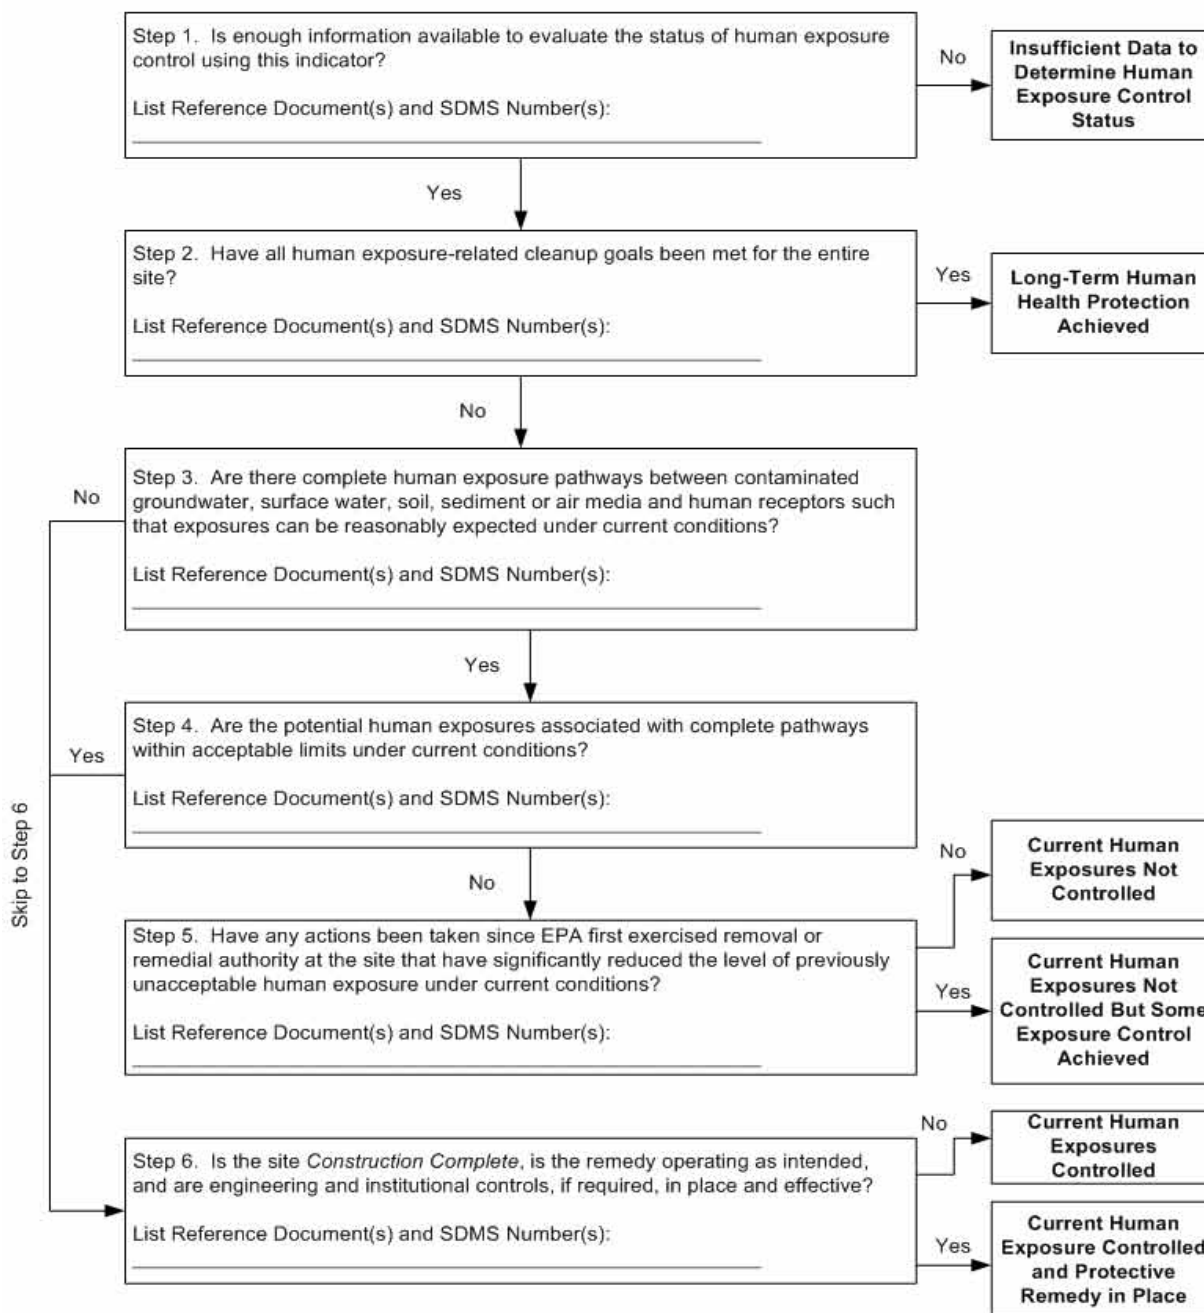 Step 1. Is enough information available to evaluate the status of human exposure
control using this indicator?
List Reference Document(s) and SDMS Number(s):
No
Insufficient Data to
Determine Human
Exposure Control
Status
Yes
Step 2. Have all human exposure-related cleanup goals been met for the entire
site?
List Reference Document(s) and SDMS Number(s):
Yes
Long-Term Human
Health Protection
Achieved
No
Step 3. Are there complete human exposure pathways between contaminated
groundwater, surface water, soil, sediment or air media and human receptors such
that exposures can be reasonably expected under current conditions?
List Reference Document(s) and SDMS Number(s):
No
Yes
Step 4. Are the potential human exposures associated with complete pathways
within acceptable limits under current conditions?
List Reference Document(s) and SDMS Number(s):
Yes
Skip to Step 6
No
Step 5. Have any actions been taken since EPA first exercised removal or
remedial authority at the site that have significantly reduced the level of previously
unacceptable human exposure under current conditions?
List Reference Document(s) and SDMS Number(s):
No
Current Human
Exposures Not
Controlled
Yes
Current Human
Exposures Not
Controlled But Some
Exposure Control
Achieved
Step 6. Is the site Construction Complete, is the remedy operating as intended,
and are engineering and institutional controls, if required, in place and effective?
List Reference Document(s) and SDMS Number(s):
No
Current Human
Exposures
Controlled
Yes
Current Human
Exposure Controlled
and Protective
Remedy in Place